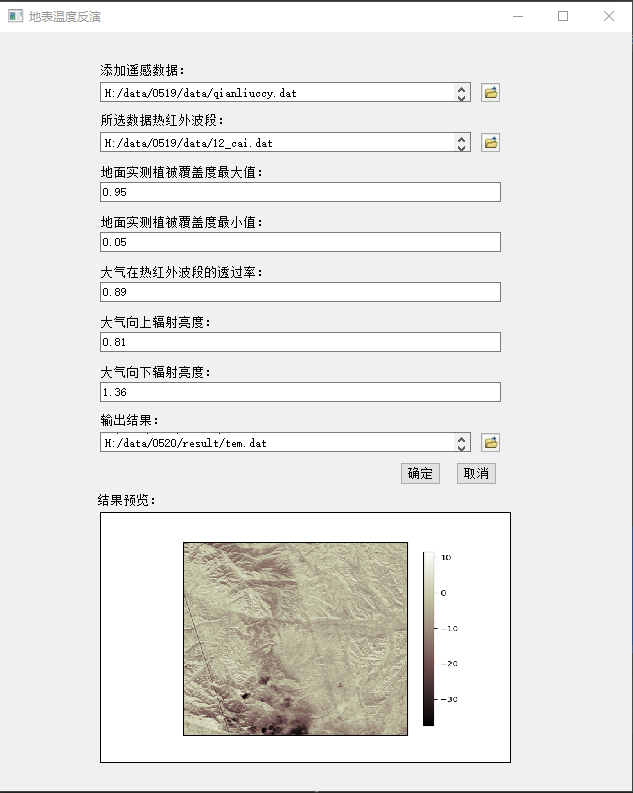 地表温度反演
添加遥感数据:
H:/data/0519/data/qianliuccy.dat
所选数据热红外波段:
H:/data/0519/data/12_cai.dat
地面实测植被覆盖度最大值:
0.95
地面实测植被覆盖度最小值:
0.05
大气在热红外波段的透过率:
0.89
大气向上辐射亮度:
0.81
大气向下辐射亮度:
1.36
输出结果:
H:/data/0520/result/tem.dat
确定 取消
结果预览:
10
0
−10
−20
−30